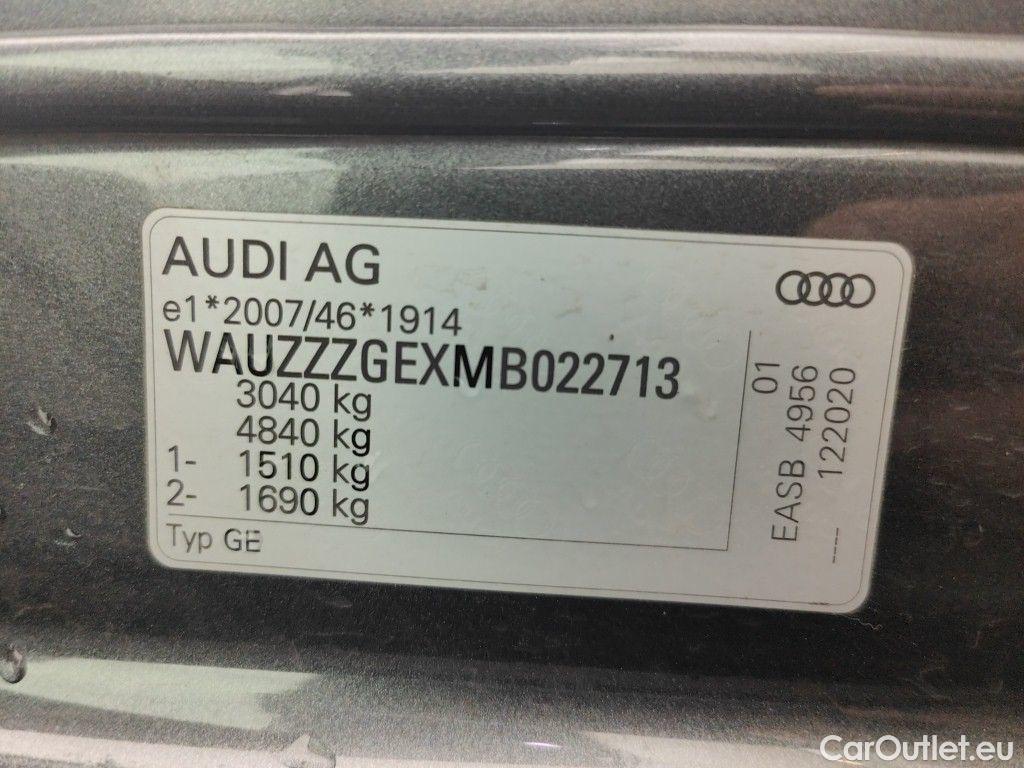 AUDI AG
e1*2007/46*1914
WAUZZZGEXMB022713
3040 kg
4840 kg
1- 1510 kg
2- 1690 kg
Typ GE
01
EASB 4956
122020
----
CarOutlet.eu